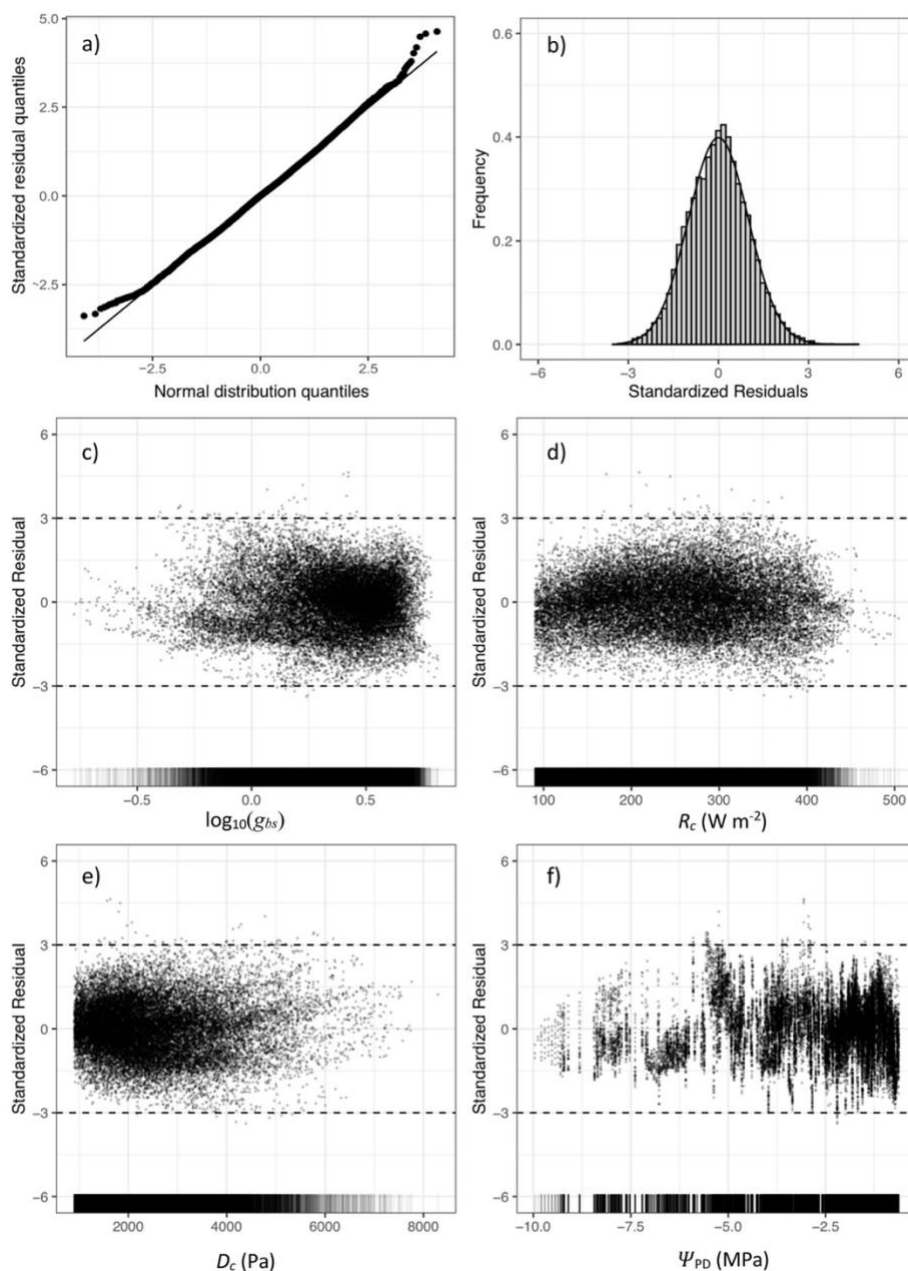 a)
5.0
2.5
0.0
−2.5
−2.5
0.0
2.5
Standardized residual quantiles
Normal distribution quantiles
b)
0.6
0.4
0.2
0.0
−6
−3
0
3
6
Frequency
Standardized Residuals
c)
6
3
0
−3
−6
−0.5
0.0
0.5
Standardized Residual
log₁₀(gbs)
d)
6
3
0
−3
−6
100
200
300
400
500
Standardized Residual
Rc (W m⁻²)
e)
6
3
0
−3
−6
2000
4000
6000
8000
Standardized Residual
Dc (Pa)
f)
6
3
0
−3
−6
−10.0
−7.5
−5.0
−2.5
Standardized Residual
ΨPD (MPa)